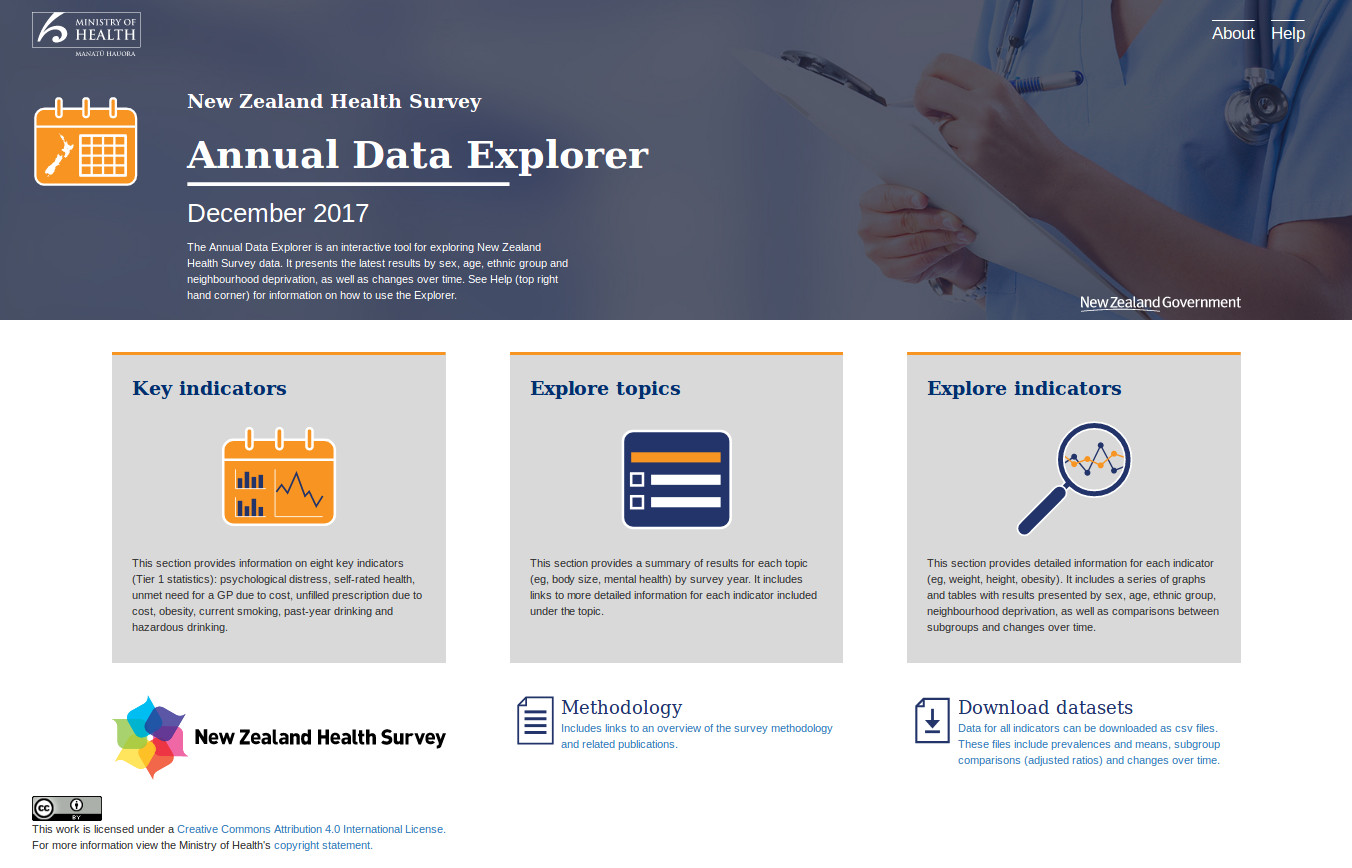 MINISTRY OF
HEALTH
MANATŪ HAUORA
About Help
New Zealand Health Survey
Annual Data Explorer
December 2017
The Annual Data Explorer is an interactive tool for exploring New Zealand
Health Survey data. It presents the latest results by sex, age, ethnic group and
neighbourhood deprivation, as well as changes over time. See Help (top right
hand corner) for information on how to use the Explorer.
New Zealand Government
Key indicators
This section provides information on eight key indicators
(Tier 1 statistics): psychological distress, self-rated health,
unmet need for a GP due to cost, unfilled prescription due to
cost, obesity, current smoking, past-year drinking and
hazardous drinking.
Explore topics
This section provides a summary of results for each topic
(eg, body size, mental health) by survey year. It includes
links to more detailed information for each indicator included
under the topic.
Explore indicators
This section provides detailed information for each indicator
(eg, weight, height, obesity). It includes a series of graphs
and tables with results presented by sex, age, ethnic group,
neighbourhood deprivation, as well as comparisons between
subgroups and changes over time.
New Zealand Health Survey
Methodology
Includes links to an overview of the survey methodology
and related publications.
Download datasets
Data for all indicators can be downloaded as csv files.
These files include prevalences and means, subgroup
comparisons (adjusted ratios) and changes over time.
cc
BY
This work is licensed under a Creative Commons Attribution 4.0 International License.
For more information view the Ministry of Health's copyright statement.